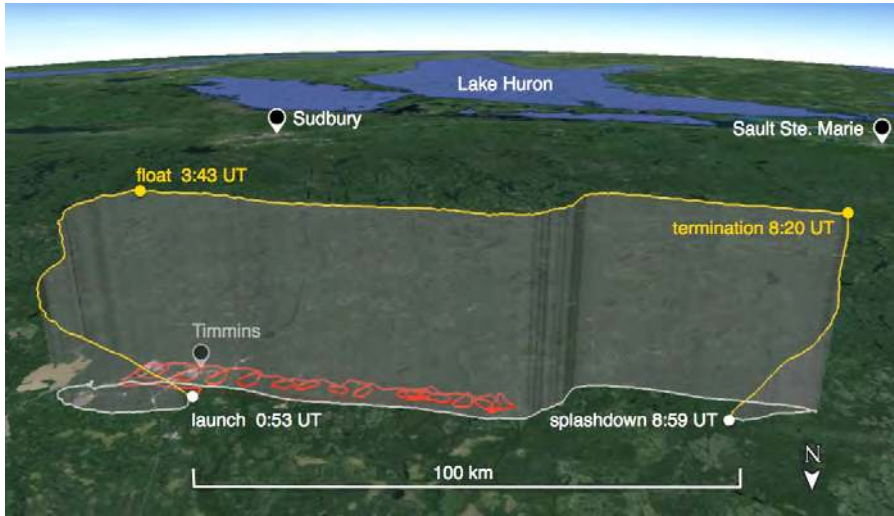 Lake Huron
Sudbury
Sault Ste. Marie
float 3:43 UT
termination 8:20 UT
Timmins
launch 0:53 UT
splashdown 8:59 UT
100 km
N